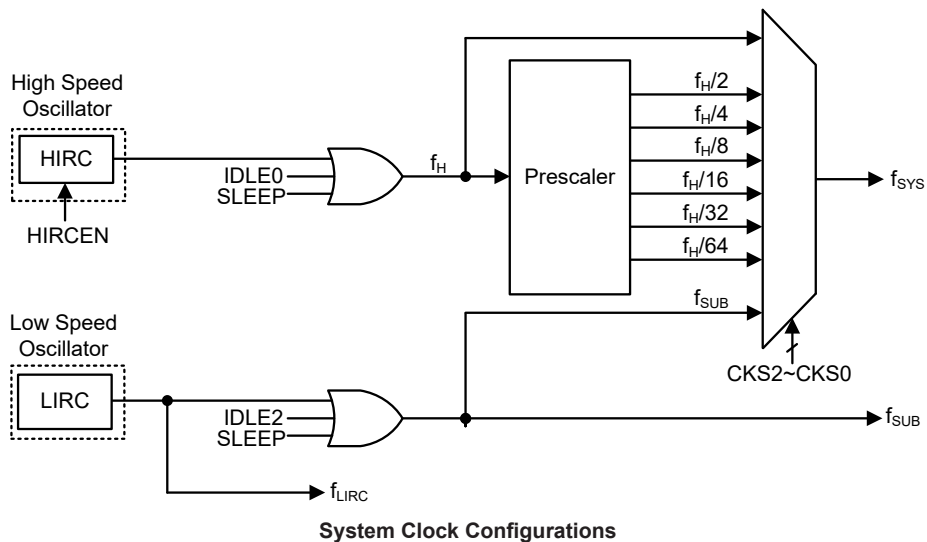 High Speed
Oscillator
HIRC
HIRCEN
IDLE0
SLEEP
fH
Prescaler
fH/2
fH/4
fH/8
fH/16
fH/32
fH/64
fSUB
fSYS
CKS2~CKS0
Low Speed
Oscillator
LIRC
IDLE2
SLEEP
fSUB
fLIRC
System Clock Configurations